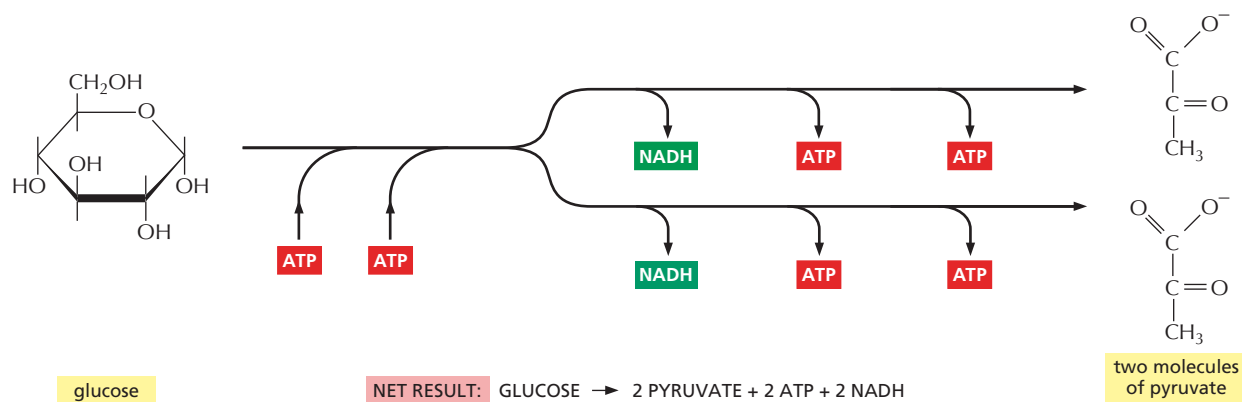 CH₂OH
O
OH
HO
OH
OH
ATP
ATP
NADH
ATP
ATP
NADH
ATP
ATP
O
O⁻
C
C=O
CH₃
O
O⁻
C
C=O
CH₃
glucose
NET RESULT: GLUCOSE → 2 PYRUVATE + 2 ATP + 2 NADH
two molecules
of pyruvate